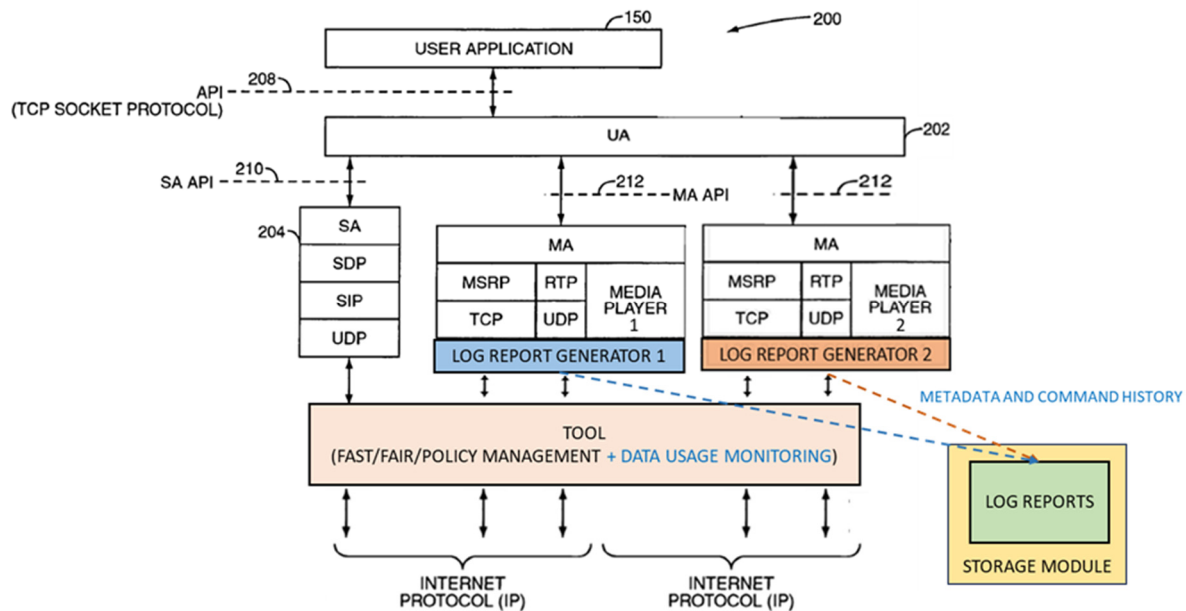 150
200
USER APPLICATION
208
API
(TCP SOCKET PROTOCOL)
UA
202
210
SA API
212
MA API
212
204
SA
SDP
SIP
UDP
MA
MSRP
RTP
TCP
UDP
MEDIA
PLAYER
1
LOG REPORT GENERATOR 1
MA
MSRP
RTP
TCP
UDP
MEDIA
PLAYER
2
LOG REPORT GENERATOR 2
METADATA AND COMMAND HISTORY
TOOL
(FAST/FAIR/POLICY MANAGEMENT + DATA USAGE MONITORING)
LOG REPORTS
STORAGE MODULE
INTERNET
PROTOCOL (IP)
INTERNET
PROTOCOL (IP)